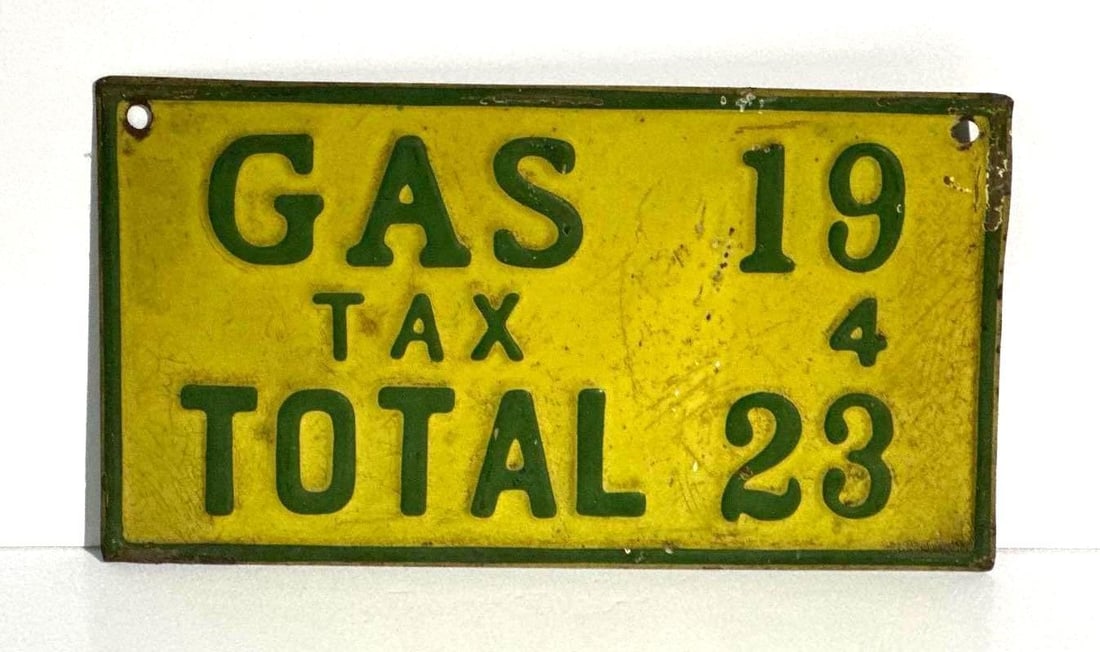 GAS 19
TAX 4
TOTAL 23